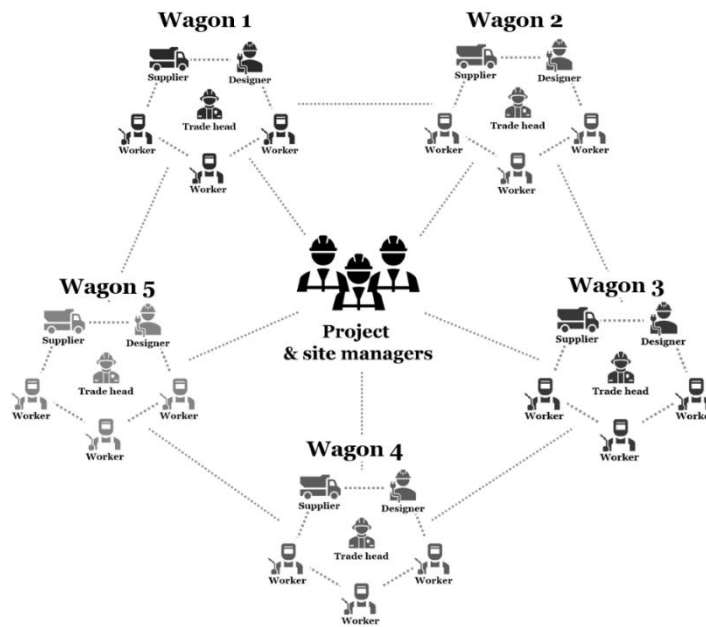 Wagon 1
Supplier
Designer
Trade head
Worker
Worker
Worker
Wagon 2
Supplier
Designer
Trade head
Worker
Worker
Worker
Project
& site managers
Wagon 5
Supplier
Designer
Trade head
Worker
Worker
Worker
Wagon 3
Supplier
Designer
Trade head
Worker
Worker
Worker
Wagon 4
Supplier
Designer
Trade head
Worker
Worker
Worker